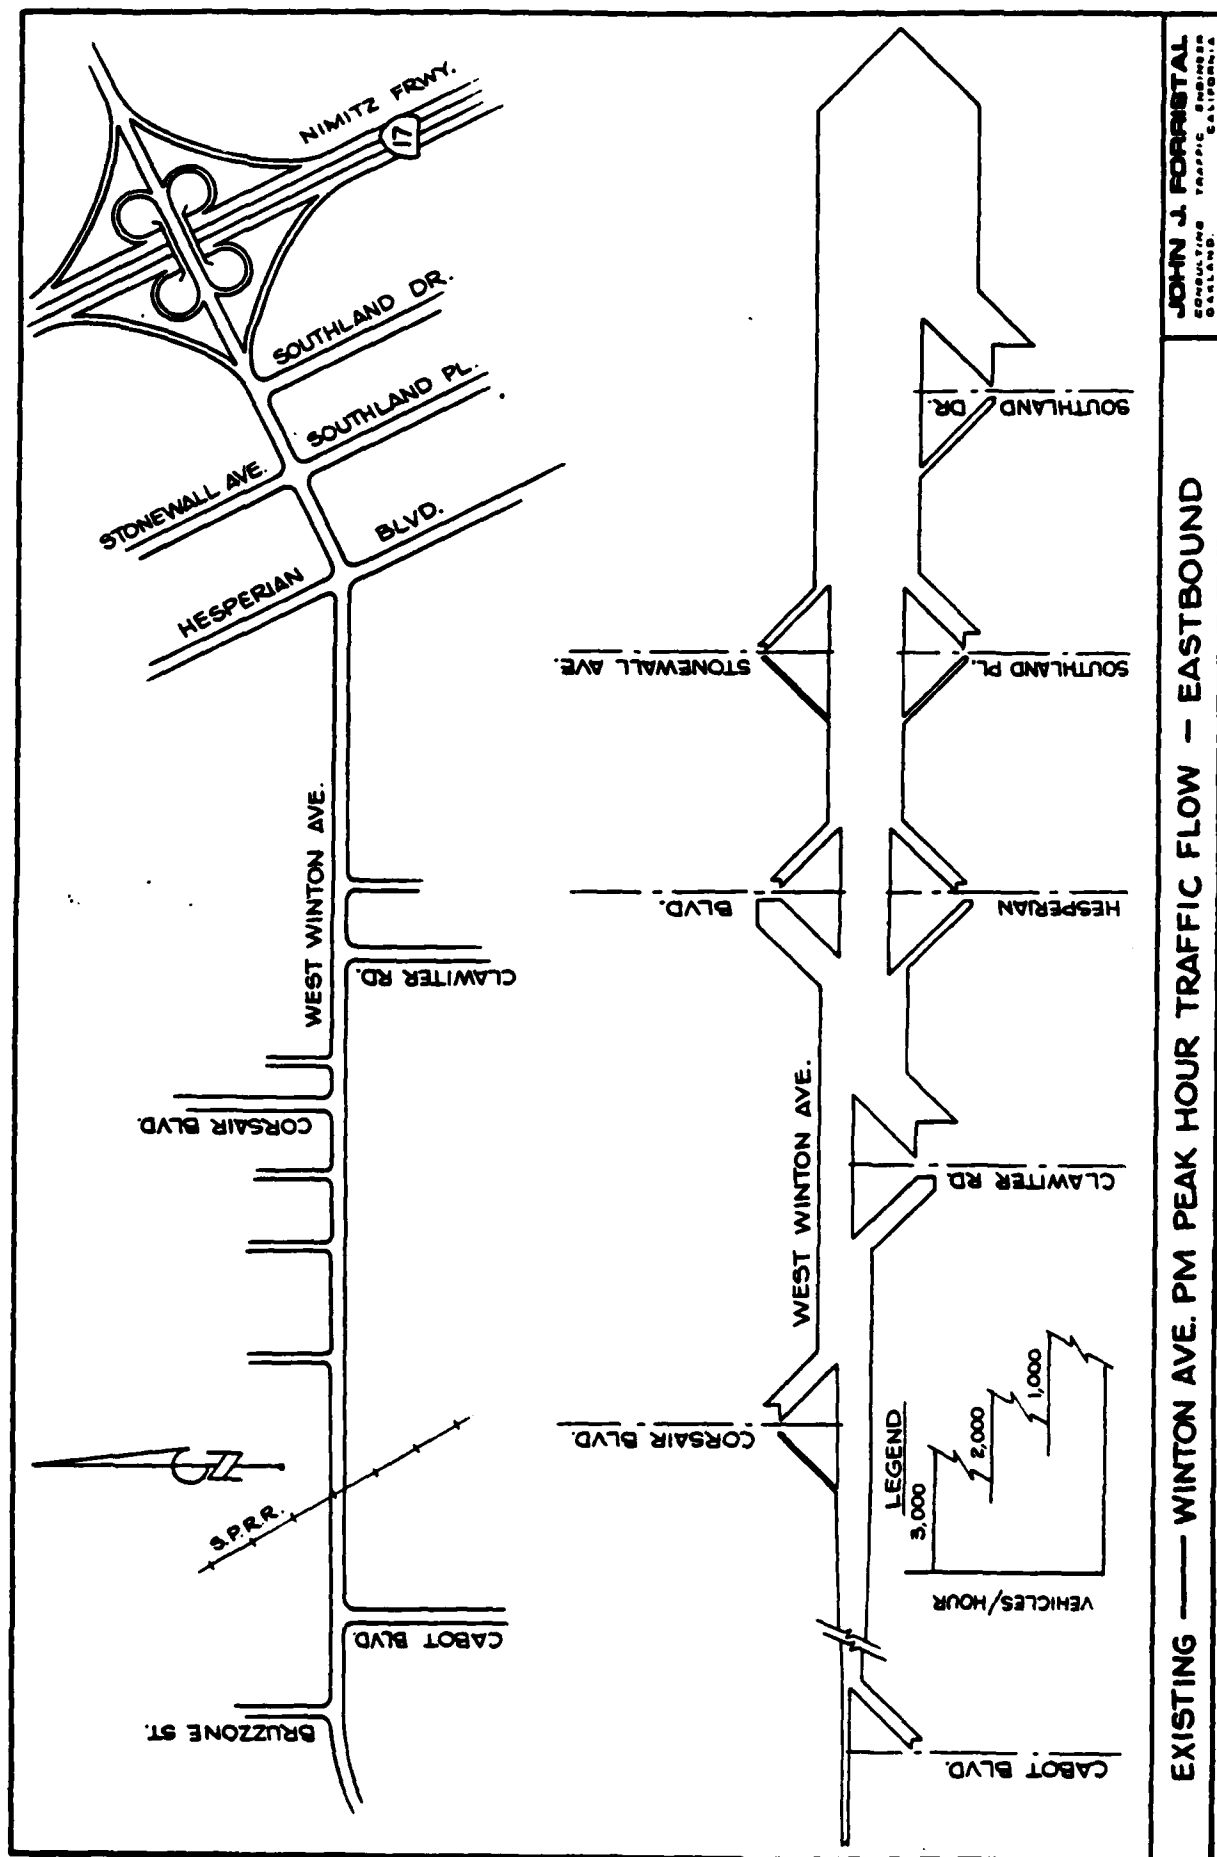 NIMITZ FRWY.
17
SOUTHLAND DR.
SOUTHLAND PL.
STONEWALL AVE.
HESPERIAN
BLVD.
WEST WINTON AVE.
CLAWITER RD.
CORSAIR BLVD.
S.P.R.R.
CABOT BLVD.
BRUZZONE ST.
N
WEST WINTON AVE.
CABOT BLVD.
CORSAIR BLVD.
CLAWITER RD.
BLVD.
HESPERIAN
STONEWALL AVE.
SOUTHLAND PL.
SOUTHLAND DR.
LEGEND
3,000
2,000
1,000
VEHICLES/HOUR
EXISTING — WINTON AVE. PM PEAK HOUR TRAFFIC FLOW - EASTBOUND
JOHN J. FORRISTAL
CONSULTING TRAFFIC ENGINEER
OAKLAND, CALIFORNIA